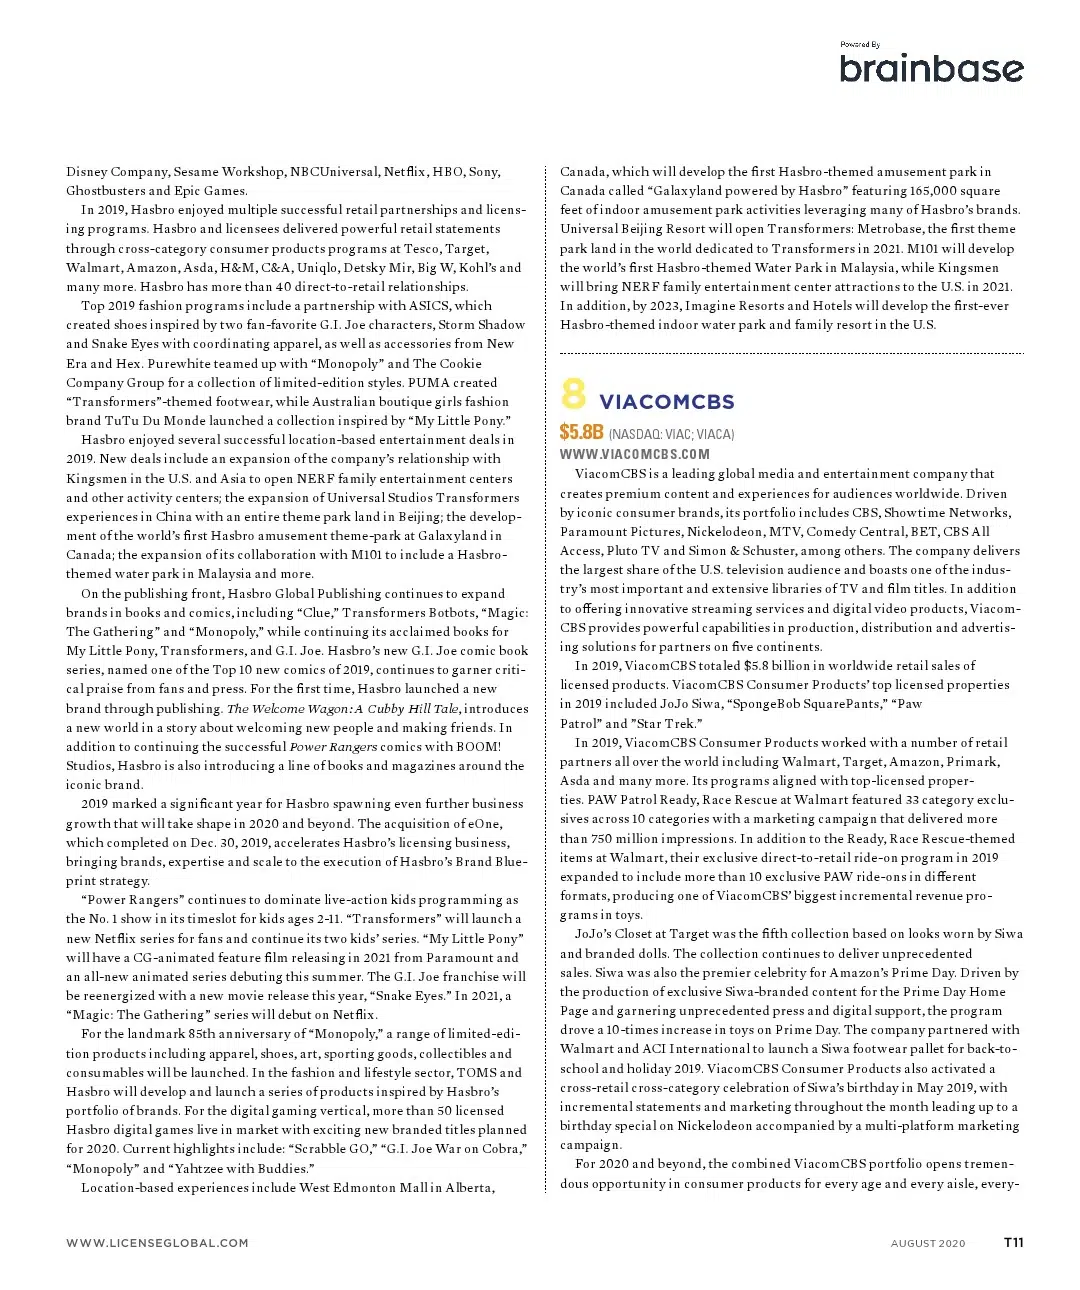 Powered By
brainbase
Disney Company, Sesame Workshop, NBCUniversal, Netflix, HBO, Sony,
Ghostbusters and Epic Games.
In 2019, Hasbro enjoyed multiple successful retail partnerships and licens-
ing programs. Hasbro and licensees delivered powerful retail statements
through cross-category consumer products programs at Tesco, Target,
Walmart, Amazon, Asda, H&M, C&A, Uniqlo, Detsky Mir, Big W, Kohl’s and
many more. Hasbro has more than 40 direct-to-retail relationships.
Top 2019 fashion programs include a partnership with ASICS, which
created shoes inspired by two fan-favorite G.I. Joe characters, Storm Shadow
and Snake Eyes with coordinating apparel, as well as accessories from New
Era and Hex. Purewhite teamed up with “Monopoly” and The Cookie
Company Group for a collection of limited-edition styles. PUMA created
“Transformers”-themed footwear, while Australian boutique girls fashion
brand TuTu Du Monde launched a collection inspired by “My Little Pony.”
Hasbro enjoyed several successful location-based entertainment deals in
2019. New deals include an expansion of the company’s relationship with
Kingsmen in the U.S. and Asia to open NERF family entertainment centers
and other activity centers; the expansion of Universal Studios Transformers
experiences in China with an entire theme park land in Beijing; the develop-
ment of the world’s first Hasbro amusement theme-park at Galaxyland in
Canada; the expansion of its collaboration with M101 to include a Hasbro-
themed water park in Malaysia and more.
On the publishing front, Hasbro Global Publishing continues to expand
brands in books and comics, including “Clue,” Transformers Botbots, “Magic:
The Gathering” and “Monopoly,” while continuing its acclaimed books for
My Little Pony, Transformers, and G.I. Joe. Hasbro’s new G.I. Joe comic book
series, named one of the Top 10 new comics of 2019, continues to garner criti-
cal praise from fans and press. For the first time, Hasbro launched a new
brand through publishing. The Welcome Wagon: A Cubby Hill Tale, introduces
a new world in a story about welcoming new people and making friends. In
addition to continuing the successful Power Rangers comics with BOOM!
Studios, Hasbro is also introducing a line of books and magazines around the
iconic brand.
2019 marked a significant year for Hasbro spawning even further business
growth that will take shape in 2020 and beyond. The acquisition of eOne,
which completed on Dec. 30, 2019, accelerates Hasbro’s licensing business,
bringing brands, expertise and scale to the execution of Hasbro’s Brand Blue-
print strategy.
“Power Rangers” continues to dominate live-action kids programming as
the No. 1 show in its timeslot for kids ages 2-11. “Transformers” will launch a
new Netflix series for fans and continue its two kids’ series. “My Little Pony”
will have a CG-animated feature film releasing in 2021 from Paramount and
an all-new animated series debuting this summer. The G.I. Joe franchise will
be reenergized with a new movie release this year, “Snake Eyes.” In 2021, a
“Magic: The Gathering” series will debut on Netflix.
For the landmark 85th anniversary of “Monopoly,” a range of limited-edi-
tion products including apparel, shoes, art, sporting goods, collectibles and
consumables will be launched. In the fashion and lifestyle sector, TOMS and
Hasbro will develop and launch a series of products inspired by Hasbro’s
portfolio of brands. For the digital gaming vertical, more than 50 licensed
Hasbro digital games live in market with exciting new branded titles planned
for 2020. Current highlights include: “Scrabble GO,” “G.I. Joe War on Cobra,”
“Monopoly” and “Yahtzee with Buddies.”
Location-based experiences include West Edmonton Mall in Alberta,
Canada, which will develop the first Hasbro-themed amusement park in
Canada called “Galaxyland powered by Hasbro” featuring 165,000 square
feet of indoor amusement park activities leveraging many of Hasbro’s brands.
Universal Beijing Resort will open Transformers: Metrobase, the first theme
park land in the world dedicated to Transformers in 2021. M101 will develop
the world’s first Hasbro-themed Water Park in Malaysia, while Kingsmen
will bring NERF family entertainment center attractions to the U.S. in 2021.
In addition, by 2023, Imagine Resorts and Hotels will develop the first-ever
Hasbro-themed indoor water park and family resort in the U.S.
8 VIACOMCBS
$5.8B (NASDAQ: VIAC; VIACA)
WWW.VIACOMCBS.COM
ViacomCBS is a leading global media and entertainment company that
creates premium content and experiences for audiences worldwide. Driven
by iconic consumer brands, its portfolio includes CBS, Showtime Networks,
Paramount Pictures, Nickelodeon, MTV, Comedy Central, BET, CBS All
Access, Pluto TV and Simon & Schuster, among others. The company delivers
the largest share of the U.S. television audience and boasts one of the indus-
try’s most important and extensive libraries of TV and film titles. In addition
to offering innovative streaming services and digital video products, Viacom-
CBS provides powerful capabilities in production, distribution and advertis-
ing solutions for partners on five continents.
In 2019, ViacomCBS totaled $5.8 billion in worldwide retail sales of
licensed products. ViacomCBS Consumer Products’ top licensed properties
in 2019 included JoJo Siwa, “SpongeBob SquarePants,” “Paw
Patrol” and ”Star Trek.”
In 2019, ViacomCBS Consumer Products worked with a number of retail
partners all over the world including Walmart, Target, Amazon, Primark,
Asda and many more. Its programs aligned with top-licensed proper-
ties. PAW Patrol Ready, Race Rescue at Walmart featured 33 category exclu-
sives across 10 categories with a marketing campaign that delivered more
than 750 million impressions. In addition to the Ready, Race Rescue-themed
items at Walmart, their exclusive direct-to-retail ride-on program in 2019
expanded to include more than 10 exclusive PAW ride-ons in different
formats, producing one of ViacomCBS’ biggest incremental revenue pro-
grams in toys.
JoJo’s Closet at Target was the fifth collection based on looks worn by Siwa
and branded dolls. The collection continues to deliver unprecedented
sales. Siwa was also the premier celebrity for Amazon’s Prime Day. Driven by
the production of exclusive Siwa-branded content for the Prime Day Home
Page and garnering unprecedented press and digital support, the program
drove a 10-times increase in toys on Prime Day. The company partnered with
Walmart and ACI International to launch a Siwa footwear pallet for back-to-
school and holiday 2019. ViacomCBS Consumer Products also activated a
cross-retail cross-category celebration of Siwa’s birthday in May 2019, with
incremental statements and marketing throughout the month leading up to a
birthday special on Nickelodeon accompanied by a multi-platform marketing
campaign.
For 2020 and beyond, the combined ViacomCBS portfolio opens tremen-
dous opportunity in consumer products for every age and every aisle, every-
WWW.LICENSEGLOBAL.COM
AUGUST 2020 T11